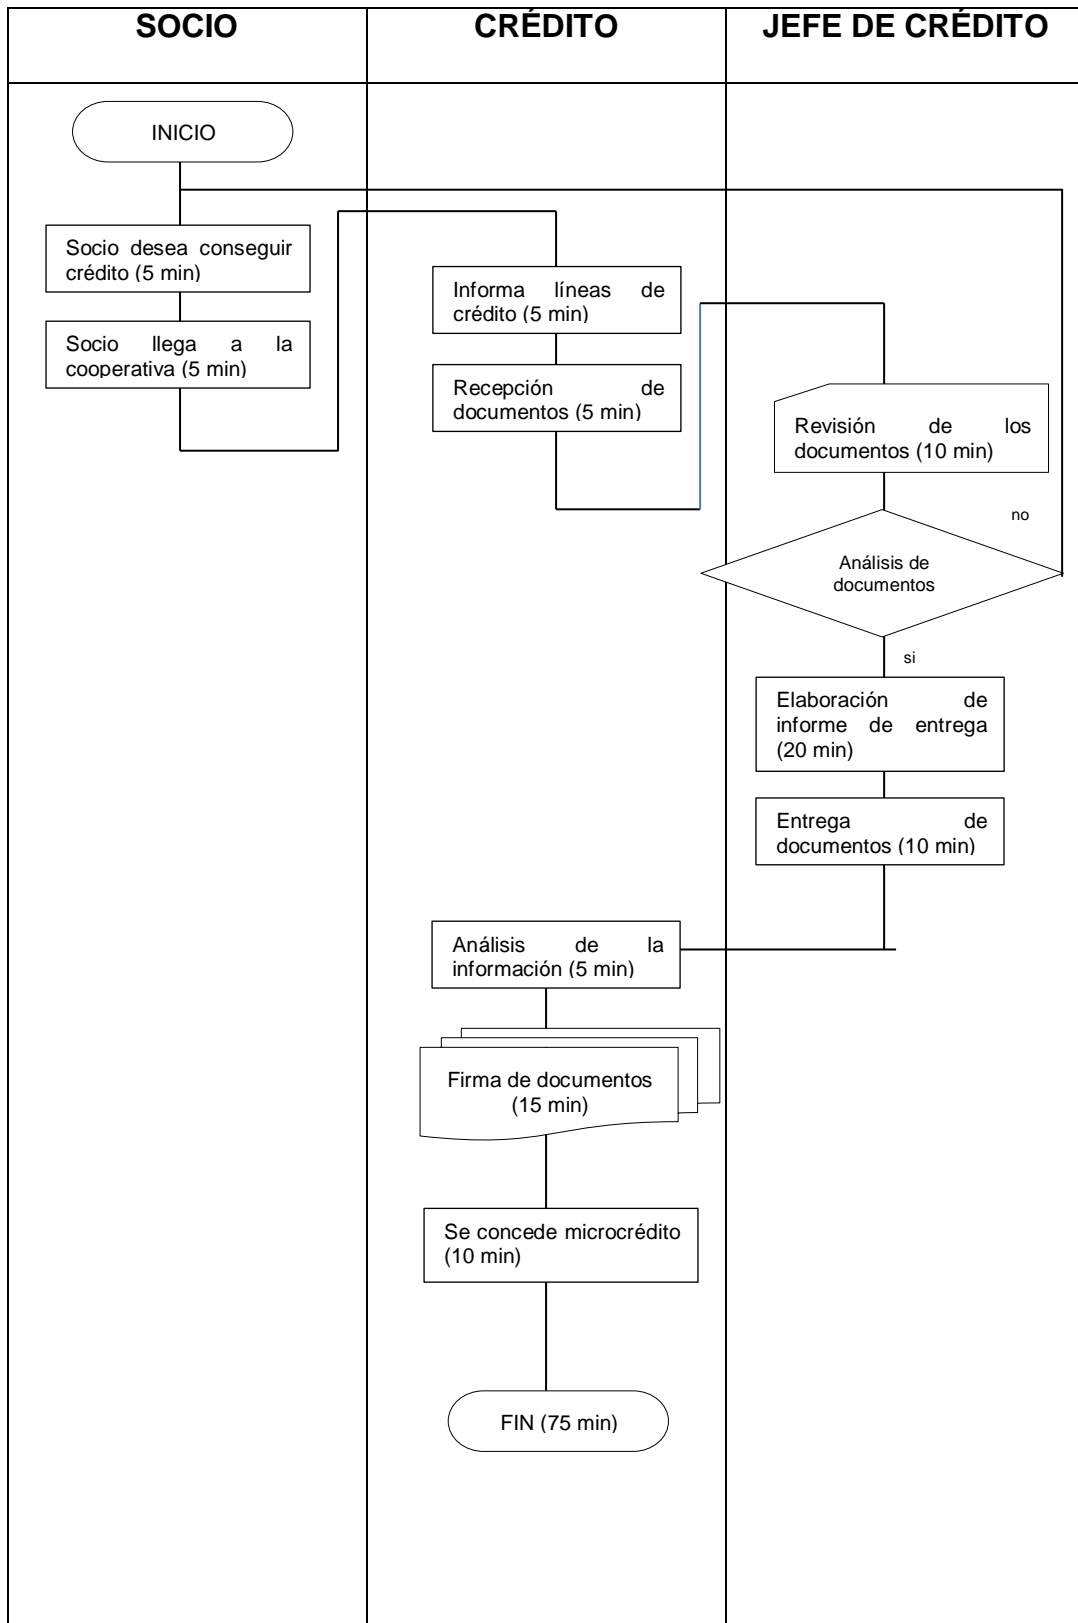 SOCIO
CRÉDITO
JEFE DE CRÉDITO
INICIO
Socio desea conseguir
crédito (5 min)
Socio llega a la
cooperativa (5 min)
Informa líneas de
crédito (5 min)
Recepción de
documentos (5 min)
Revisión de los
documentos (10 min)
no
Análisis de
documentos
si
Elaboración de
informe de entrega
(20 min)
Entrega de
documentos (10 min)
Análisis de la
información (5 min)
Firma de documentos
(15 min)
Se concede microcrédito
(10 min)
FIN (75 min)